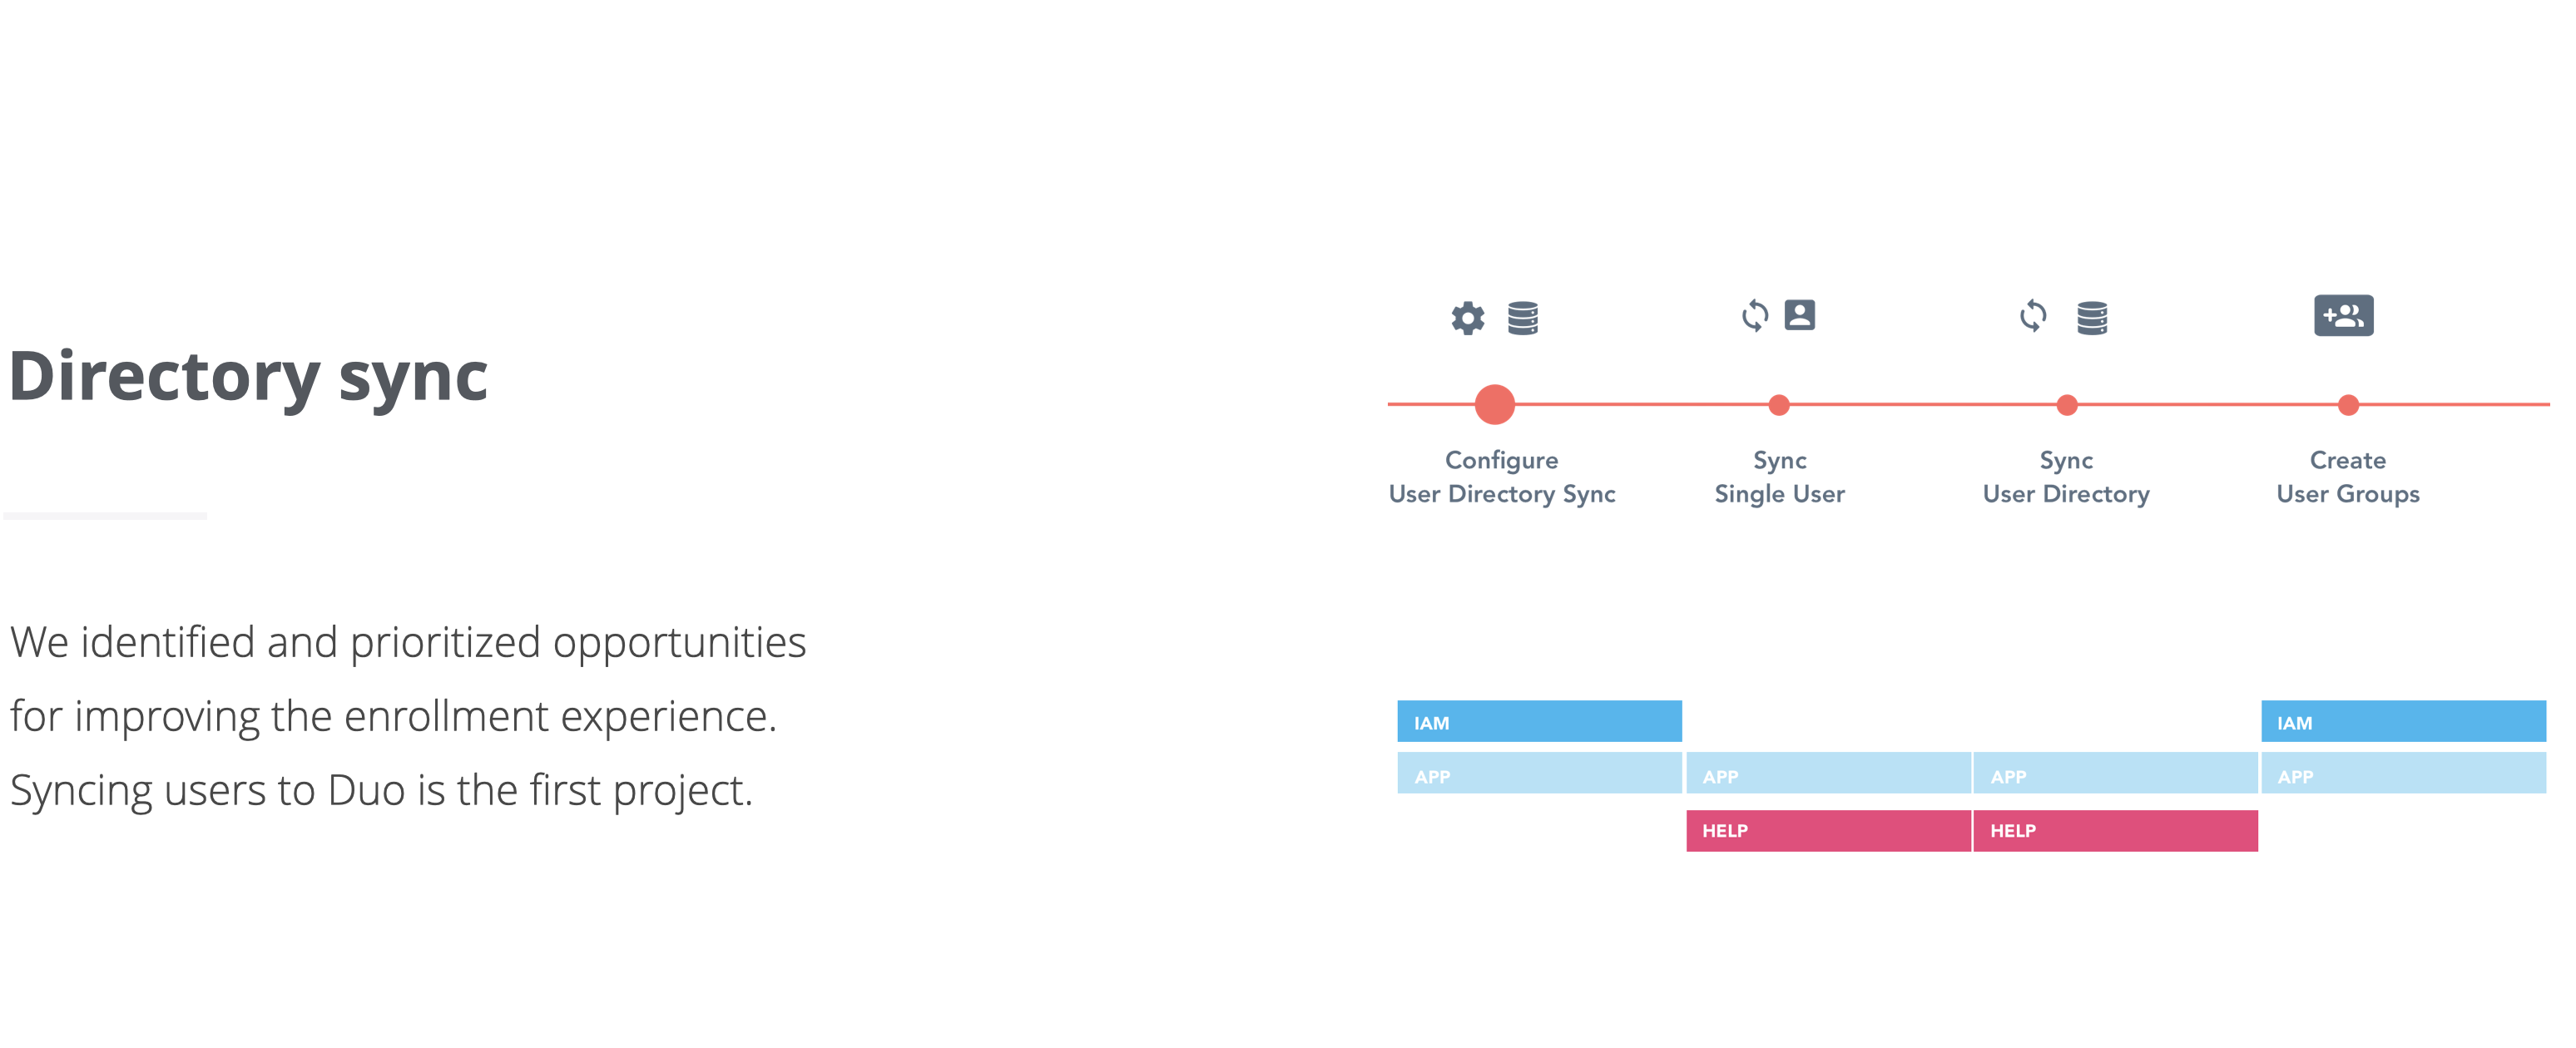 Directory sync
We identified and prioritized opportunities
for improving the enrollment experience.
Syncing users to Duo is the first project.
Configure
User Directory Sync
Sync
Single User
Sync
User Directory
Create
User Groups
IAM
IAM
APP
APP
APP
APP
HELP
HELP